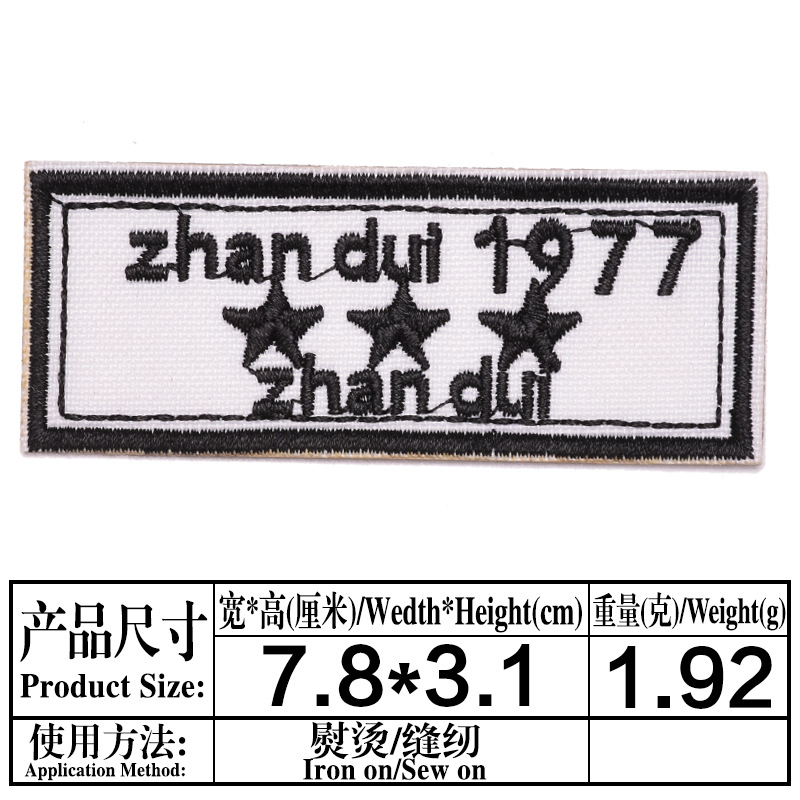 zhan dui 1977
zhan dui
产品尺寸
Product Size:
宽*高(厘米)/Wedth*Height(cm)
重量(克)/Weight(g)
7.8*3.1
1.92
使用方法:
Application Method:
熨烫/缝纫
Iron on/Sew on